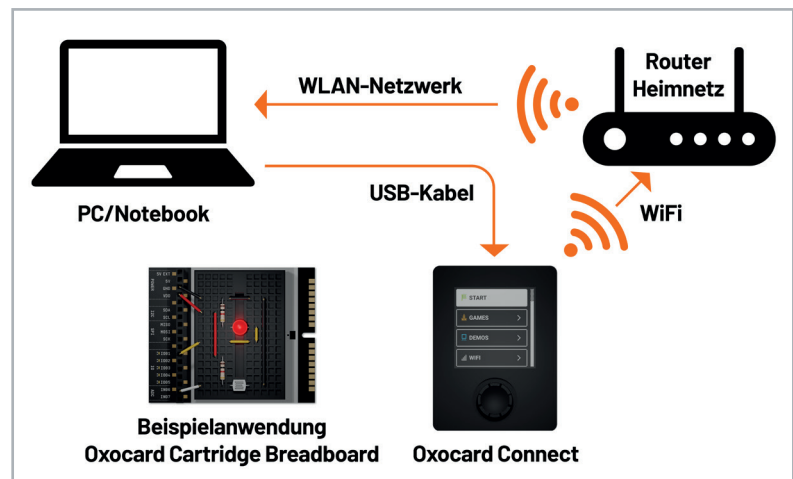 Router
Heimnetz
WLAN-Netzwerk
USB-Kabel
PC/Notebook
WiFi
START
GAMES
DEMOS
WIFI
Beispielanwendung
Oxocard Cartridge Breadboard
Oxocard Connect